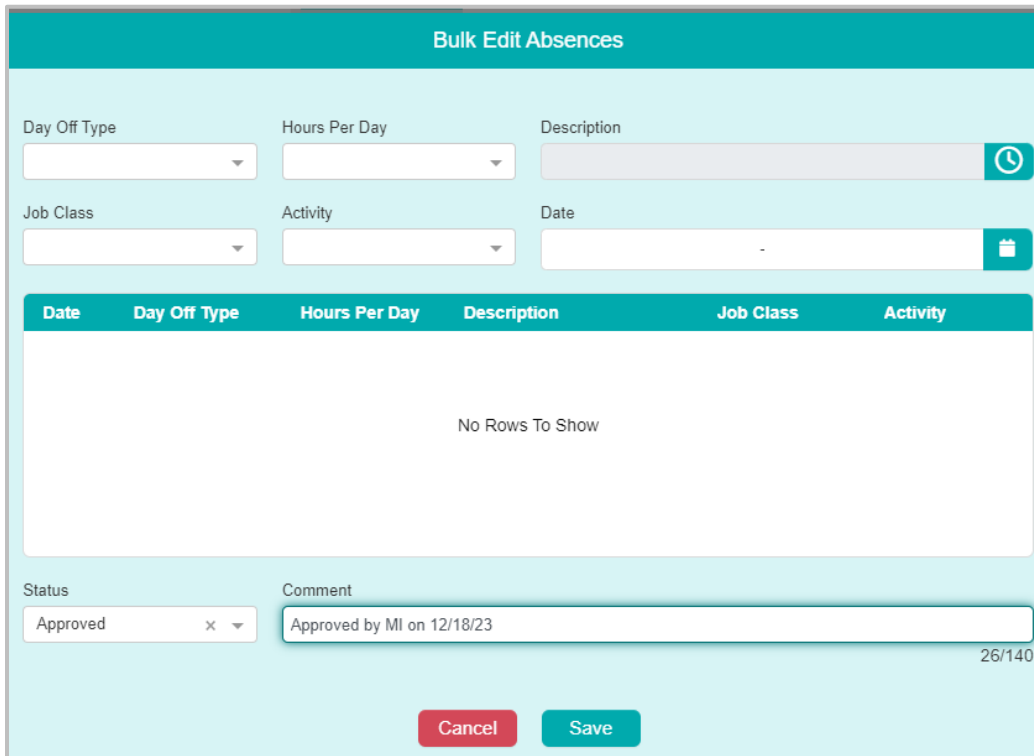 Bulk Edit Absences
Day Off Type Hours Per Day Description
Job Class Activity Date
-
Date Day Off Type Hours Per Day Description Job Class Activity
No Rows To Show
Status Comment
Approved × Approved by MI on 12/18/23
26/140
Cancel Save